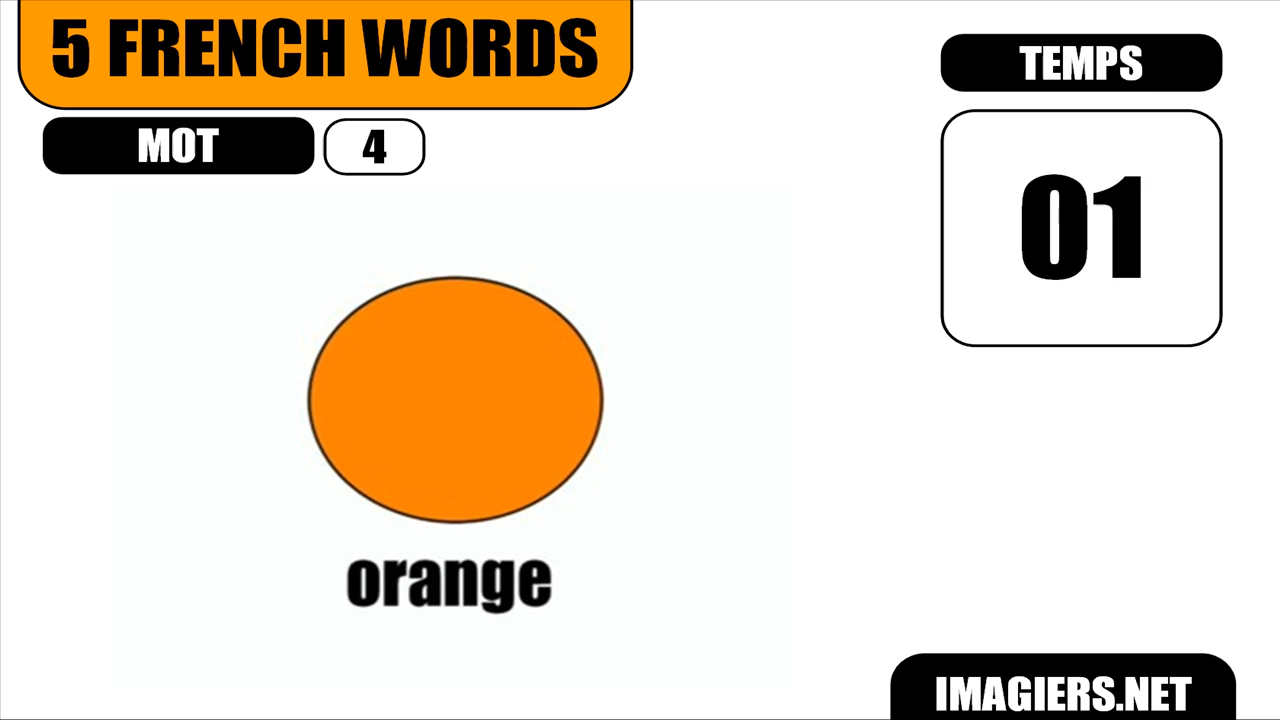 5 FRENCH WORDS
TEMPS
MOT 4
01
orange
IMAGIERS.NET